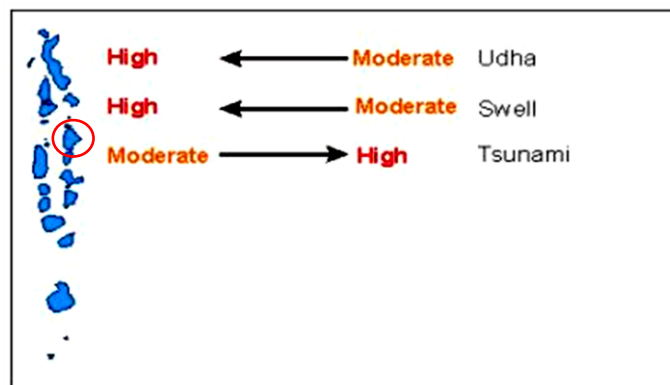 High Moderate Udha
High Moderate Swell
Moderate High Tsunami